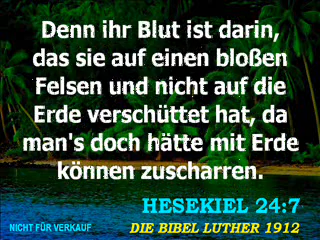 Denn ihr Blut ist darin,
das sie auf einen bloßen
Felsen und nicht auf die
Erde verschüttet hat, da
man's doch hätte mit Erde
können zuscharren.
HESEKIEL 24:7
NICHT FÜR VERKAUF
DIE BIBEL LUTHER 1912